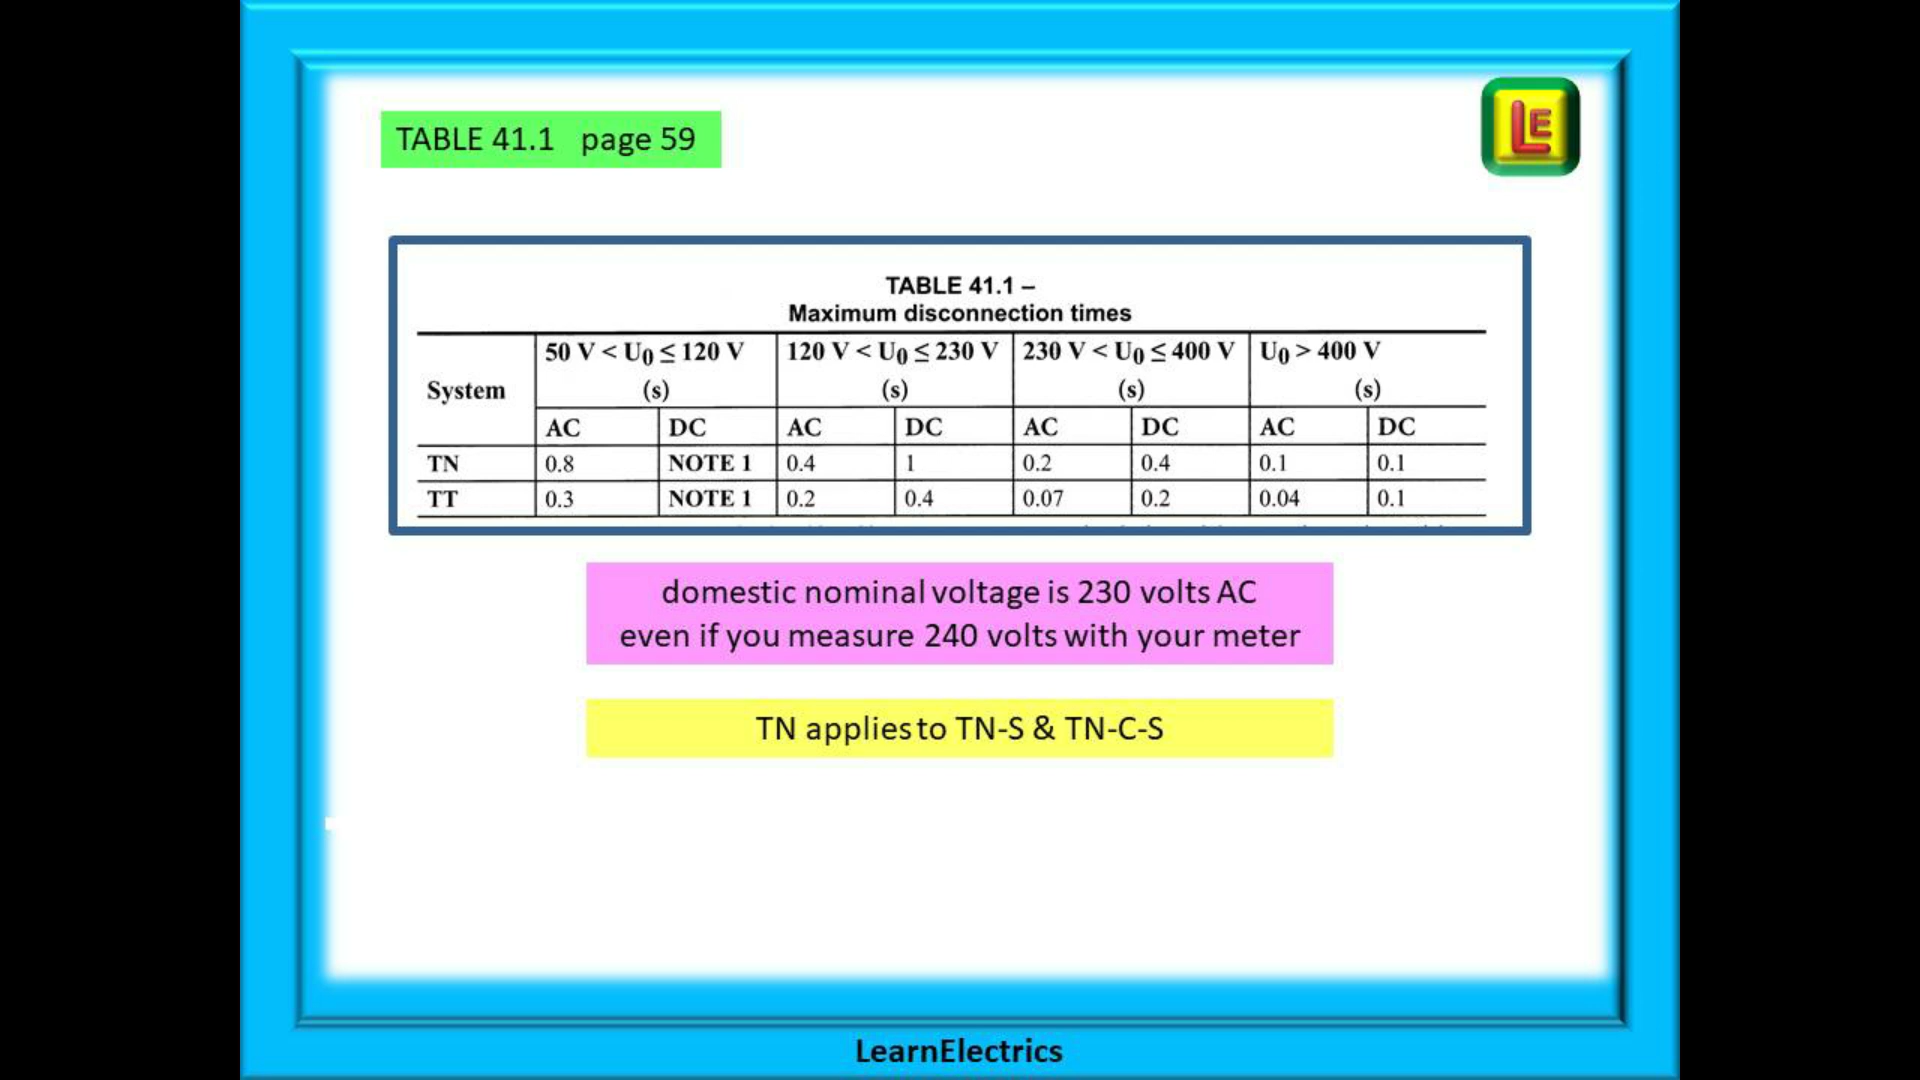 TABLE 41.1 page 59
LE
TABLE 41.1 –
Maximum disconnection times
System 50 V < U0 ≤ 120 V 120 V < U0 ≤ 230 V 230 V < U0 ≤ 400 V U0 > 400 V
(s) (s) (s) (s)
AC DC AC DC AC DC AC DC
TN 0.8 NOTE 1 0.4 1 0.2 0.4 0.1 0.1
TT 0.3 NOTE 1 0.2 0.4 0.07 0.2 0.04 0.1
domestic nominal voltage is 230 volts AC
even if you measure 240 volts with your meter
TN applies to TN-S & TN-C-S
LearnElectrics